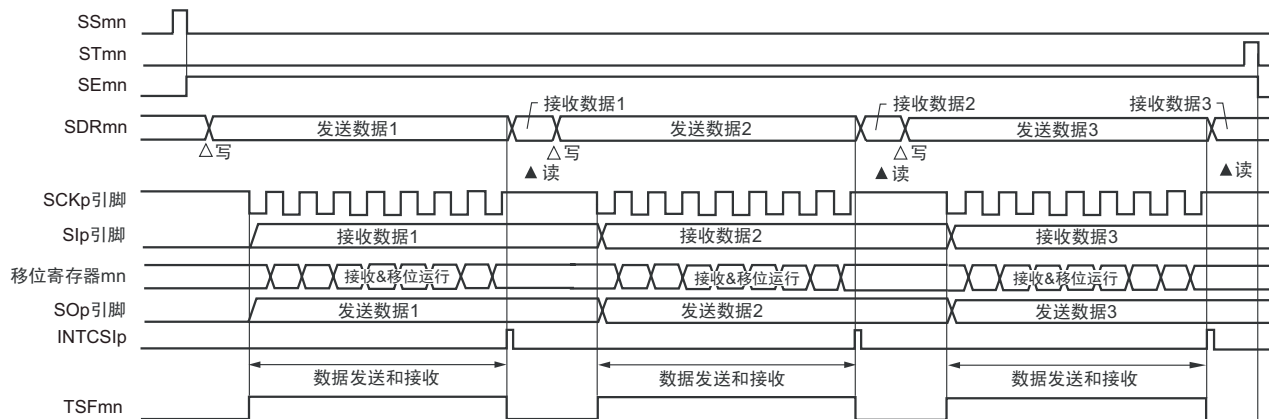 SSmn
STmn
SEmn
接收数据1 接收数据2 接收数据3
SDRmn 发送数据1 发送数据2 发送数据3
△写 △写 △写
▲读 ▲读 ▲读
SCKp引脚
SIp引脚 接收数据1 接收数据2 接收数据3
移位寄存器mn 接收&移位运行 接收&移位运行 接收&移位运行
SOp引脚 发送数据1 发送数据2 发送数据3
INTCSIp
数据发送和接收 数据发送和接收 数据发送和接收
TSFmn